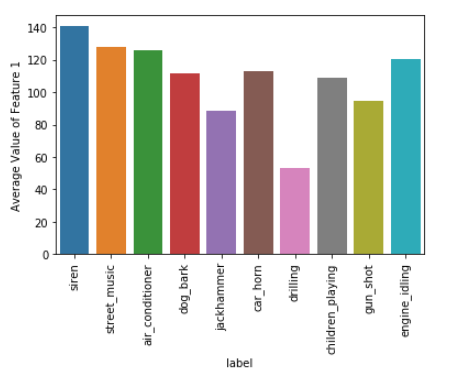 Average Value of Feature 1
140
120
100
80
60
40
20
0
siren
street_music
air_conditioner
dog_bark
jackhammer
car_horn
drilling
children_playing
gun_shot
engine_idling
label